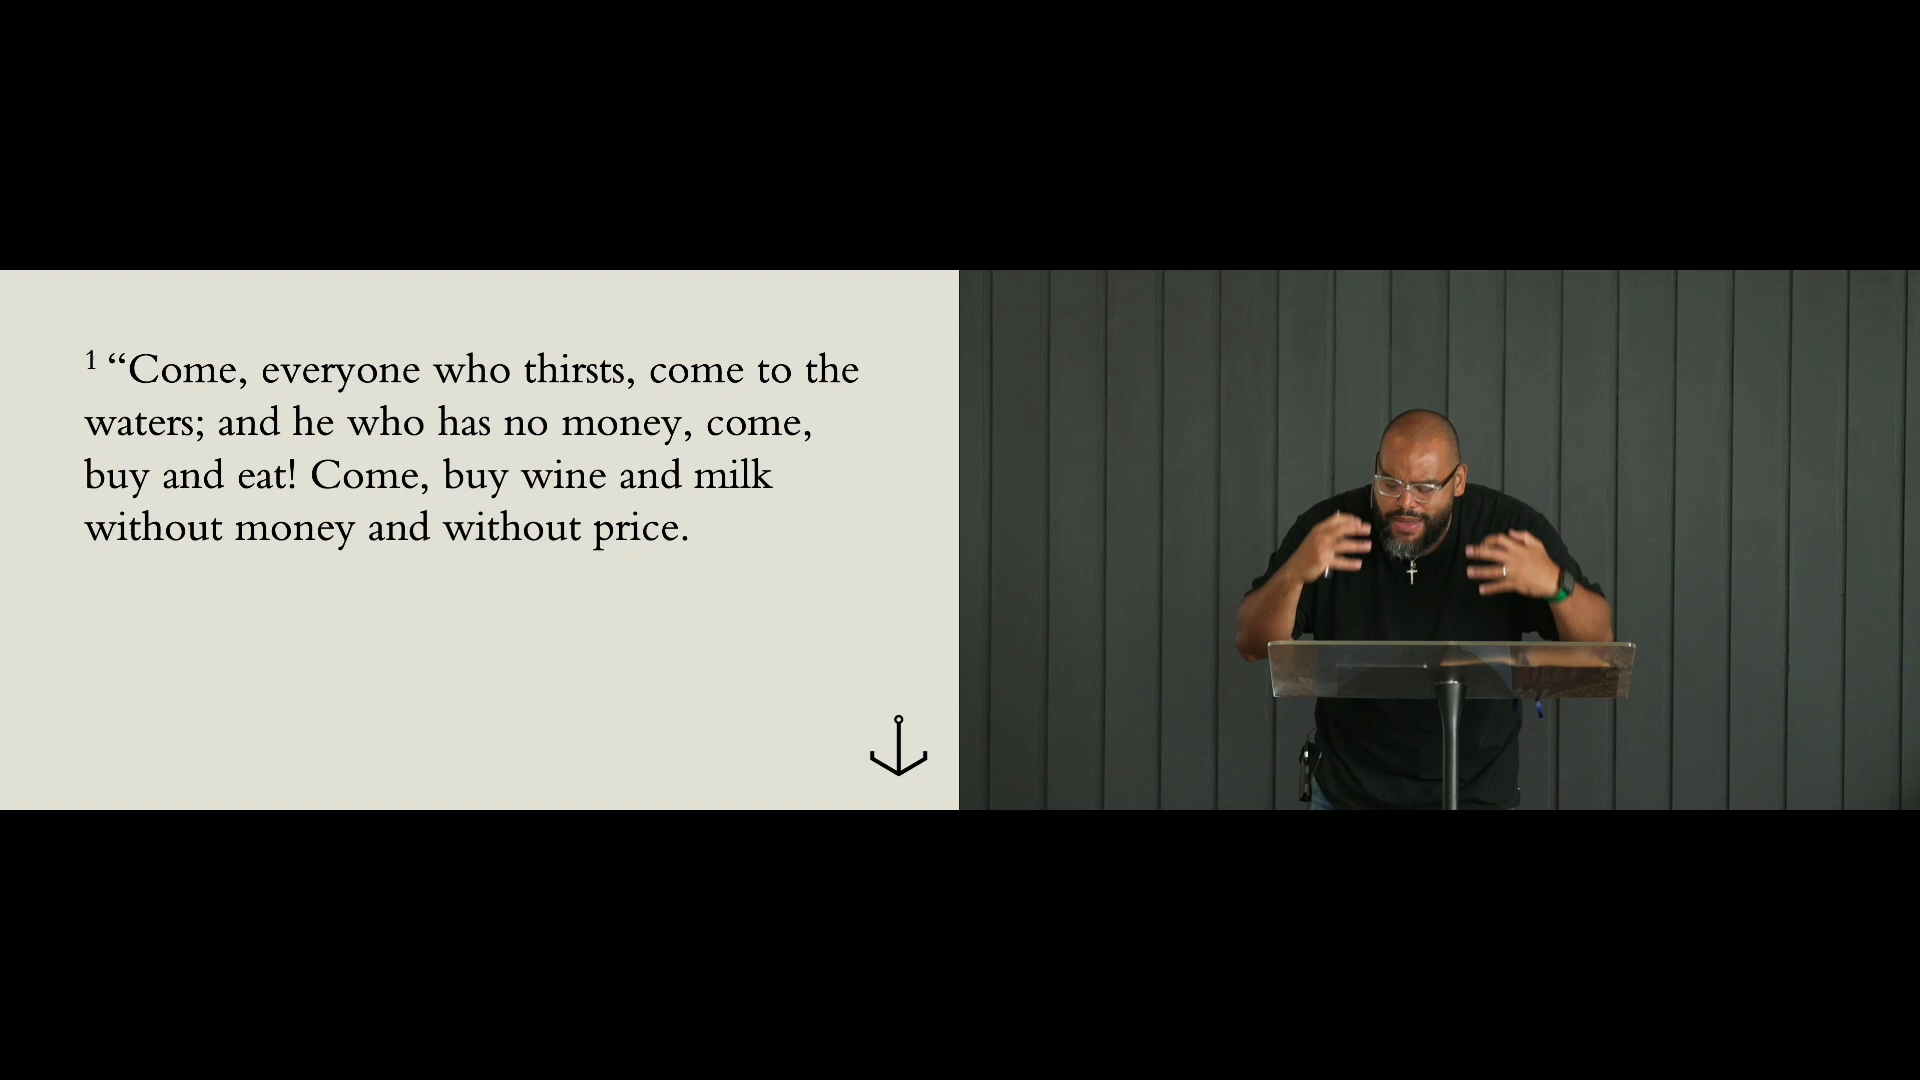 1 “Come, everyone who thirsts, come to the
waters; and he who has no money, come,
buy and eat! Come, buy wine and milk
without money and without price.